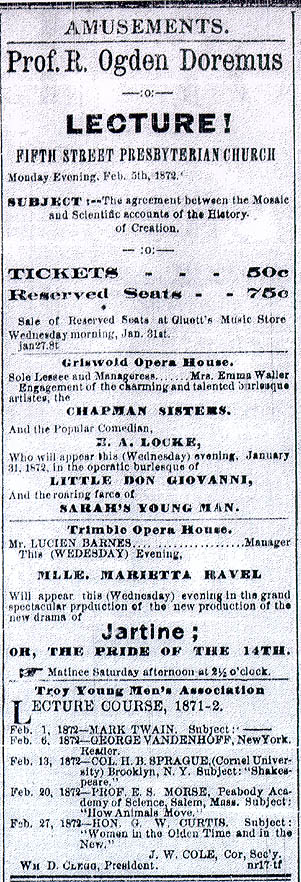 AMUSEMENTS.
Prof. R. Ogden Doremus
—:o:—
LECTURE!
FIFTH STREET PRESBYTERIAN CHURCH
Monday Evening, Feb. 5th, 1872.
SUBJECT :--The agreement between the Mosaic
and Scientific accounts of the History
of Creation.
— :o:—
TICKETS - - - 50c
Reserved Seats - - 75c
Sale of Reserved Seats at Gluott's Music Store
Wednesday morning, Jan. 31st.
jan27.8t
Griswold Opera House.
Sole Lessee and Manageress.......Mrs. Emma Waller
Engagement of the charming and talented burlesque
artistes, the
CHAPMAN SISTERS.
And the Popular Comedian,
E. A. LOCKE,
Who will appear this (Wednesday) evening, January
31, 1872, in the operatic burlesque of
LITTLE DON GIOVANNI,
And the roaring farce of
SARAH'S YOUNG MAN.
Trimble Opera House.
Mr. LUCIEN BARNES....................Manager
This (WEDESDAY) Evening,
MLLE. MARIETTA RAVEL
Will appear this (Wednesday) evening in the grand
spectacular prpduction of the new production of the
new drama of
Jartine;
OR, THE PRIDE OF THE 14TH.
☞ Matinee Saturday afternoon at 2½ o'clock.
Troy Young Men's Association
LECTURE COURSE, 1871-2.
Feb. 1, 1872—MARK TWAIN. Subject: ——
Feb. 6, 1872—GEORGE VANDENHOFF, NewYork.
Reader.
Feb. 13, 1872—COL. H. B. SPRAGUE, (Cornel Univer-
sity) Brooklyn, N. Y. Subject: "Shakes-
peare."
Feb. 20, 1872—PROF. E. S. MORSE, Peabody Aca-
demy of Science, Salem, Mass. Subject:
"How Animals Move."
Feb. 27, 1872—HON. G. W. CURTIS. Subject:
"Women in the Olden Time and in the
New."
J. W. COLE, Cor, Sec'y.
WM D. CLEGG, President. nr17 tf